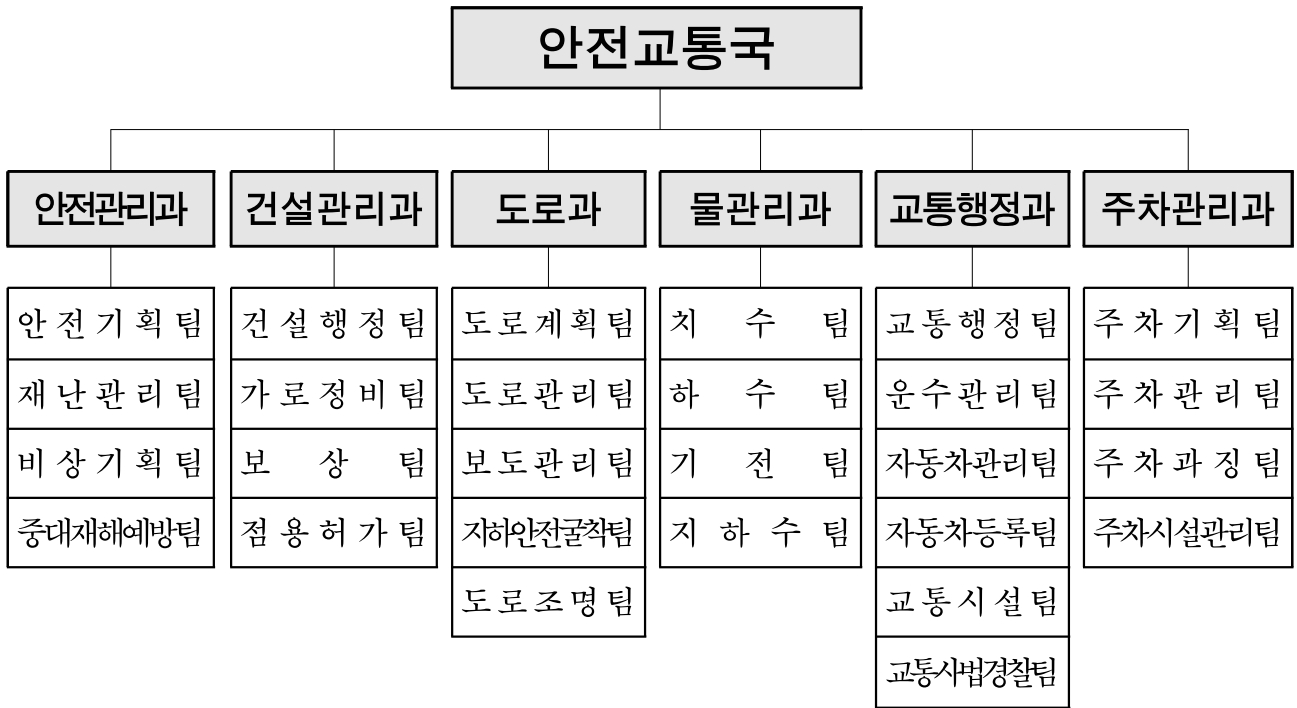 안전교통국
안전관리과
건설관리과
도로과
물관리과
교통행정과
주차관리과
안전기획팀
재난관리팀
비상기획팀
중대재해예방팀
건설행정팀
가로정비팀
보상팀
점용허가팀
도로계획팀
도로관리팀
보도관리팀
지하안전굴착팀
도로조명팀
치수팀
하수팀
기전팀
지하수팀
교통행정팀
운수관리팀
자동차관리팀
자동차등록팀
교통시설팀
교통사법경찰팀
주차기획팀
주차관리팀
주차과징팀
주차시설관리팀